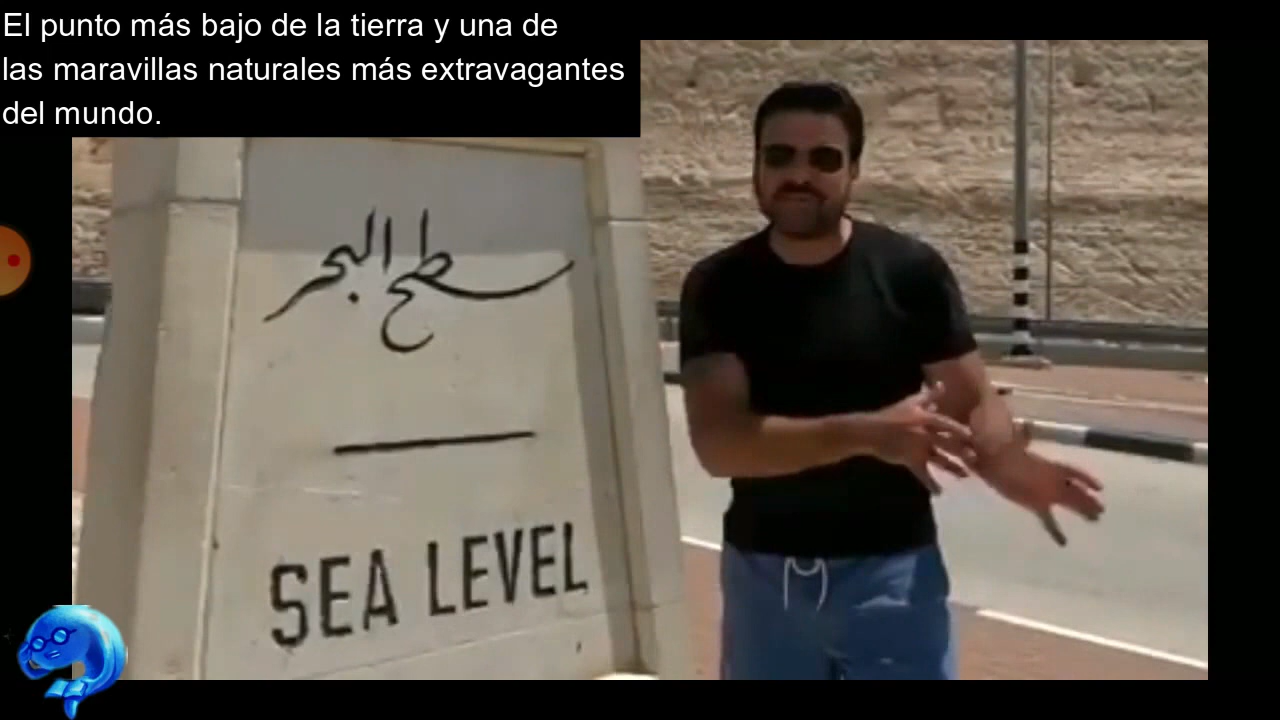 El punto más bajo de la tierra y una de
las maravillas naturales más extravagantes
del mundo.
سطح البحر
SEA LEVEL